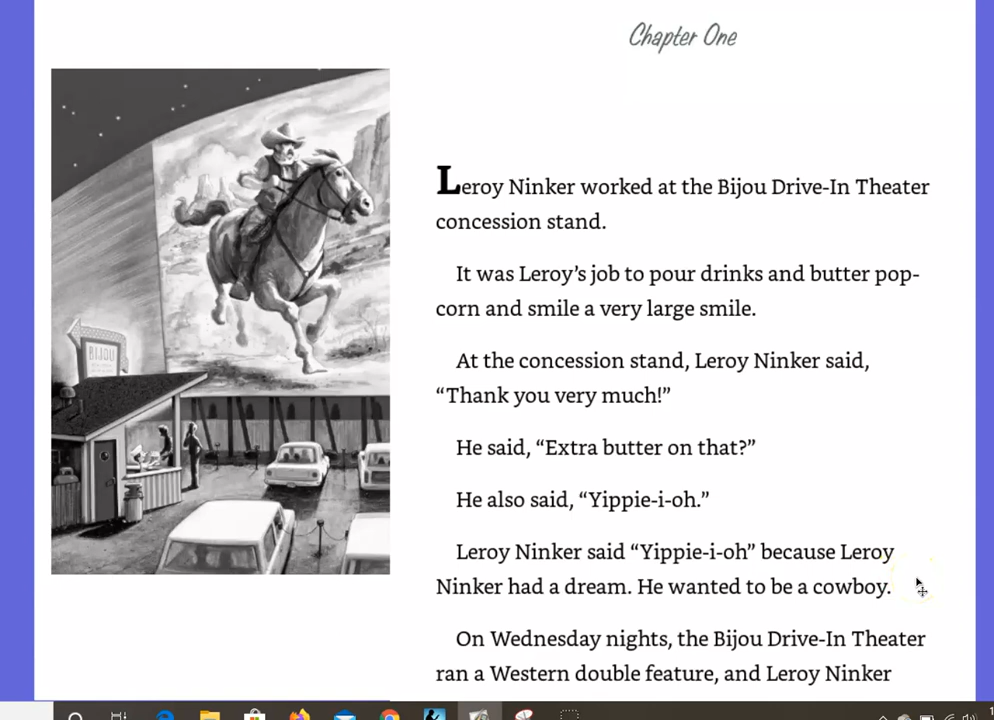 Chapter One
BIJOU
Leroy Ninker worked at the Bijou Drive-In Theater
concession stand.
It was Leroy’s job to pour drinks and butter pop-
corn and smile a very large smile.
At the concession stand, Leroy Ninker said,
“Thank you very much!”
He said, “Extra butter on that?”
He also said, “Yippie-i-oh.”
Leroy Ninker said “Yippie-i-oh” because Leroy
Ninker had a dream. He wanted to be a cowboy.
On Wednesday nights, the Bijou Drive-In Theater
ran a Western double feature, and Leroy Ninker